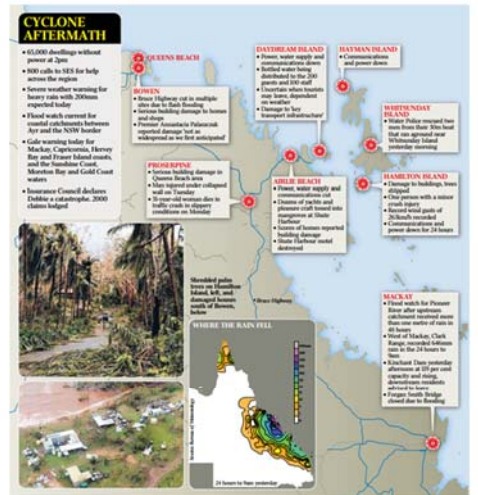 CYCLONE
AFTERMATH
• 65,000 dwellings without
power at 2pm
• 800 calls to SES for help
across the region
• Severe weather warning for
heavy rain with 200mm
expected today
• Flood watch current for
coastal catchments between
Ayr and the NSW border
• Gale warning today for
Mackay, Capricornia, Hervey
Bay and Fraser Island coasts,
and the Sunshine Coast,
Moreton Bay and Gold Coast
waters
• Insurance Council declares
Debbie a catastrophe. 2000
claims lodged
QUEENS BEACH
BOWEN
• Bruce Highway cut in multiple
sites due to flash flooding
• Serious building damage to
homes and shops
• Premier Annastacia Palaszczuk
reported damage 'not as
widespread as we first anticipated'
PROSERPINE
• Serious building damage in
Queens Beach area
• Man injured under collapsed
wall on Tuesday
• 31-year-old woman dies in
traffic crash in slippery
conditions on Monday
DAYDREAM ISLAND
• Power, water supply and
communications down
• Bottled water being
distributed to the 200
guests and 100 staff
• Uncertain when tourists
may leave, dependent
on weather
• Damage to 'key
transport infrastructure'
HAYMAN ISLAND
• Communications
and power down
WHITSUNDAY
ISLAND
• Water Police rescued two
men from their 30m boat
that ran aground near
Whitsunday Island
yesterday morning
AIRLIE BEACH
• Power, water supply and
communications cut
• Dozens of yachts and
pleasure craft tossed into
mangroves at Shute
Harbour
• Scores of homes reported
building damage
• Shute Harbour motel
destroyed
HAMILTON ISLAND
• Damage to buildings, trees
stripped
• One person with a minor
crush injury
• Record wind gusts of
263km/h recorded
• Communications and
power down for 24 hours
Shredded palm
trees on Hamilton
Island, left, and
damaged houses
south of Bowen,
below
Bruce Highway
MACKAY
• Flood watch for Pioneer
River after upstream
catchment received more
than one metre of rain in
48 hours
• West of Mackay, Clark
Range, recorded 646mm
rain in the 24 hours to
9am
• Kinchant Dam yesterday
afternoon at 115 per cent
capacity and rising,
downstream residents
advised to leave
• Forgan Smith Bridge
closed due to flooding
WHERE THE RAIN FELL
Source: Bureau of Meteorology
24 hours to 9am yesterday